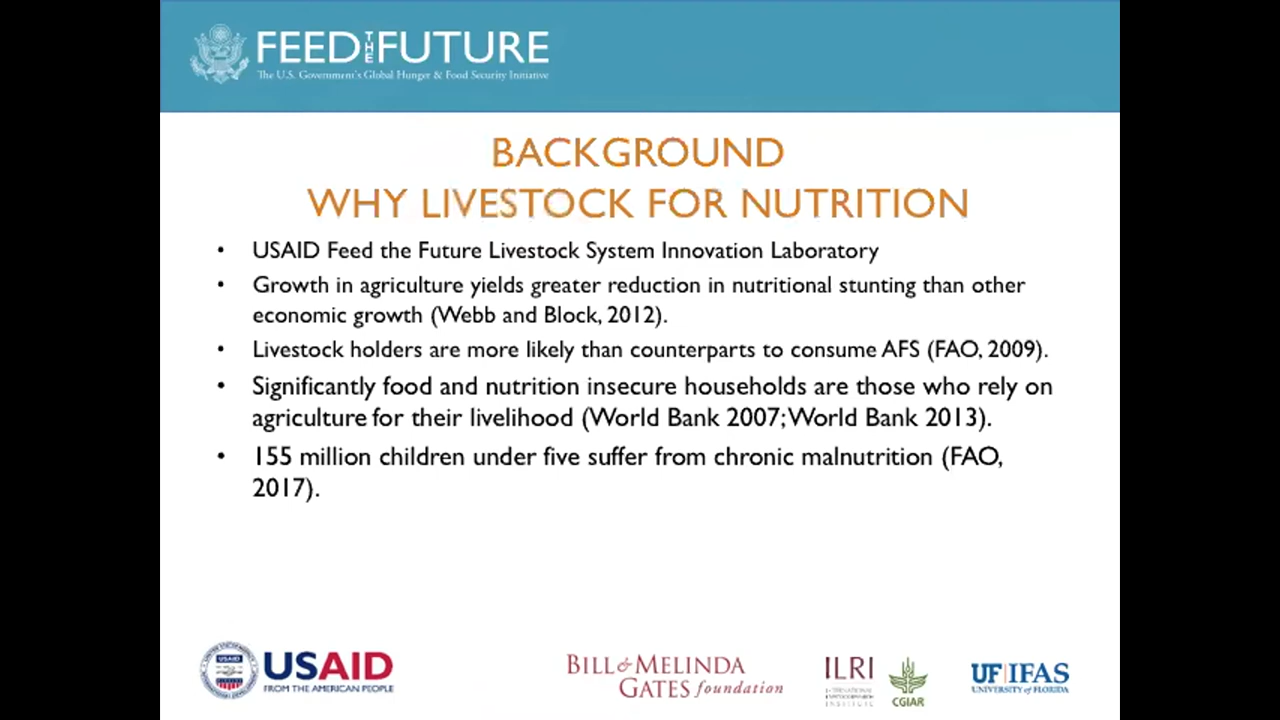 FEED THE FUTURE
The U.S. Government's Global Hunger & Food Security Initiative
BACKGROUND
WHY LIVESTOCK FOR NUTRITION
• USAID Feed the Future Livestock System Innovation Laboratory
• Growth in agriculture yields greater reduction in nutritional stunting than other
economic growth (Webb and Block, 2012).
• Livestock holders are more likely than counterparts to consume AFS (FAO, 2009).
• Significantly food and nutrition insecure households are those who rely on
agriculture for their livelihood (World Bank 2007; World Bank 2013).
• 155 million children under five suffer from chronic malnutrition (FAO,
2017).
USAID
USAID
FROM THE AMERICAN PEOPLE
BILL & MELINDA
GATES foundation
ILRI
INTERNATIONAL
LIVESTOCK RESEARCH
INSTITUTE
CGIAR
UF IFAS
UNIVERSITY of FLORIDA